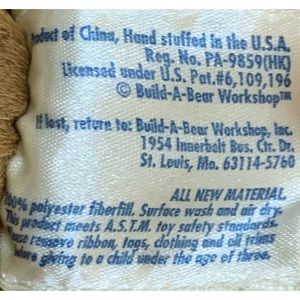 Product of China, Hand stuffed in the U.S.A.
Reg. No. PA-9859(HK)
Licensed under U.S. Pat.#6,109,196
© Build-A-Bear Workshop™
If lost, return to: Build-A-Bear Workshop, Inc
1954 Innerbelt Bus. Ctr. Dr.
St. Louis, Mo. 63114-5760
ALL NEW MATERIAL
100% polyester fiberfill. Surface wash and air dry.
This product meets A.S.T.M. toy safety standards.
Please remove ribbon, tags, clothing and all trims
before giving to a child under the age of three.